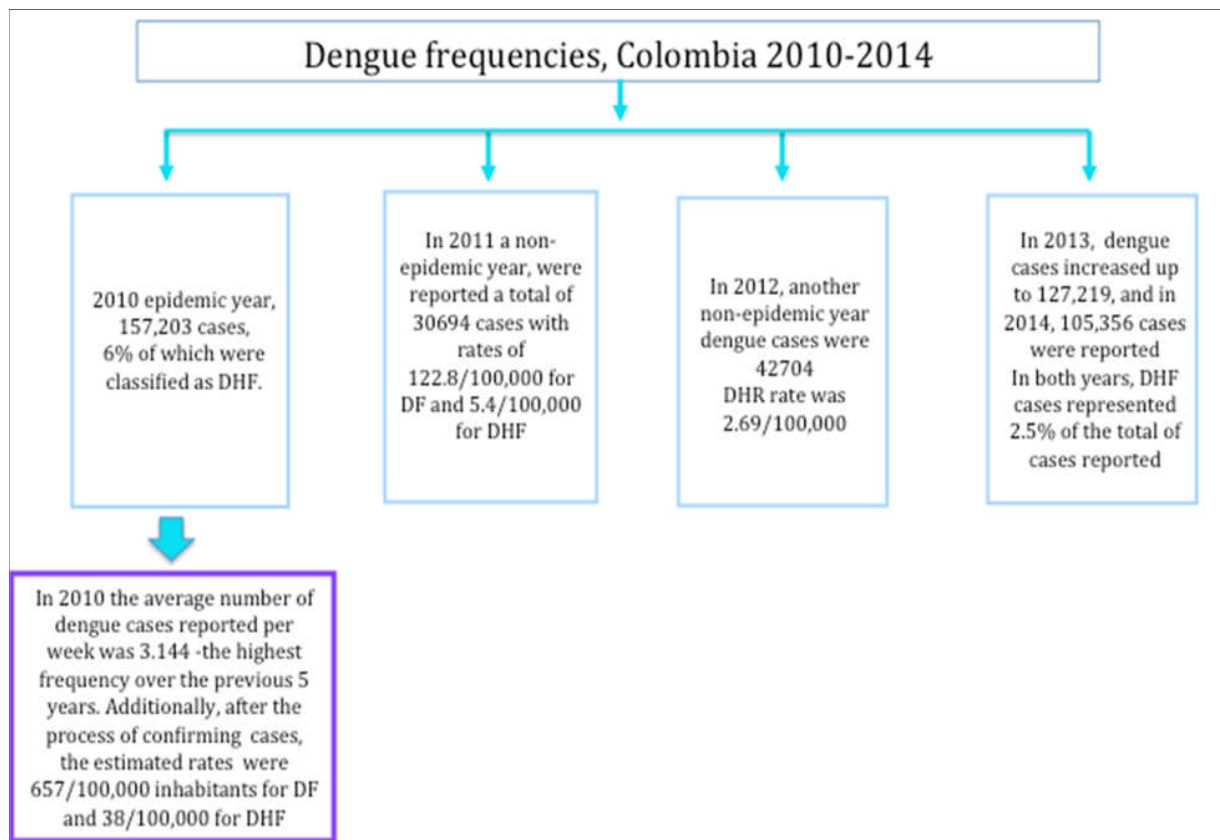 Dengue frequencies, Colombia 2010-2014
2010 epidemic year,
157,203 cases,
6% of which were
classified as DHF.
In 2011 a non-
epidemic year, were
reported a total of
30694 cases with
rates of
122.8/100,000 for
DF and 5.4/100,000
for DHF
In 2012, another
non-epidemic year
dengue cases were
42704
DHR rate was
2.69/100,000
In 2013, dengue
cases increased up
to 127,219, and in
2014, 105,356 cases
were reported
In both years, DHF
cases represented
2.5% of the total of
cases reported
In 2010 the average number of
dengue cases reported per
week was 3.144 -the highest
frequency over the previous 5
years. Additionally, after the
process of confirming cases,
the estimated rates were
657/100,000 inhabitants for DF
and 38/100,000 for DHF